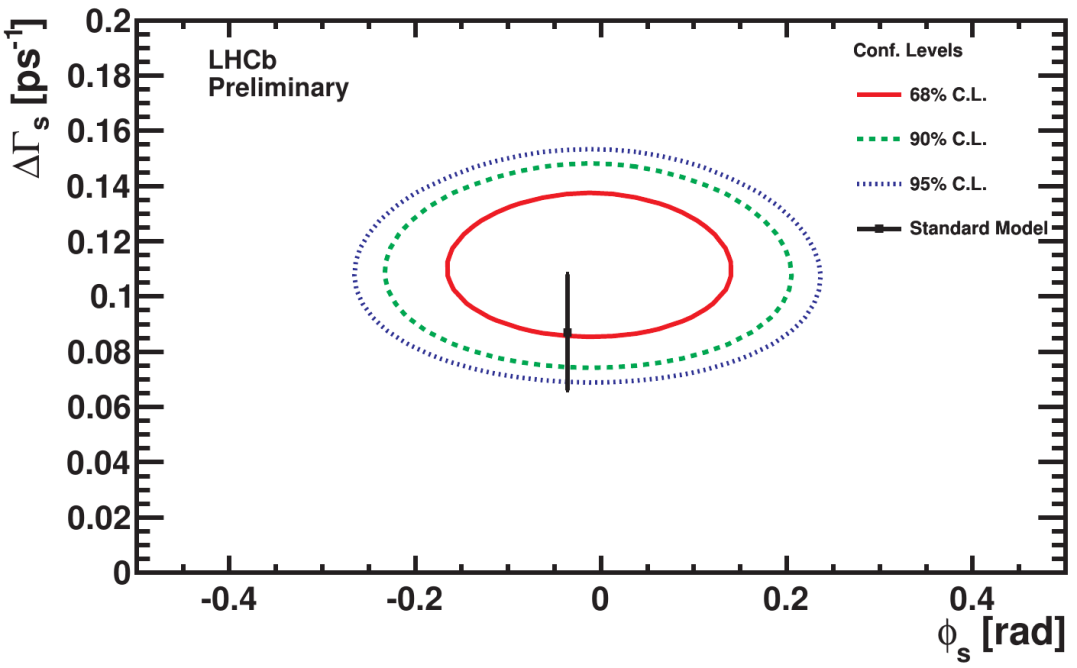 ΔΓs [ps-1]
0.2
0.18
0.16
0.14
0.12
0.1
0.08
0.06
0.04
0.02
0
LHCb
Preliminary
Conf. Levels
68% C.L.
90% C.L.
95% C.L.
Standard Model
-0.4 -0.2 0 0.2 0.4
ϕs [rad]